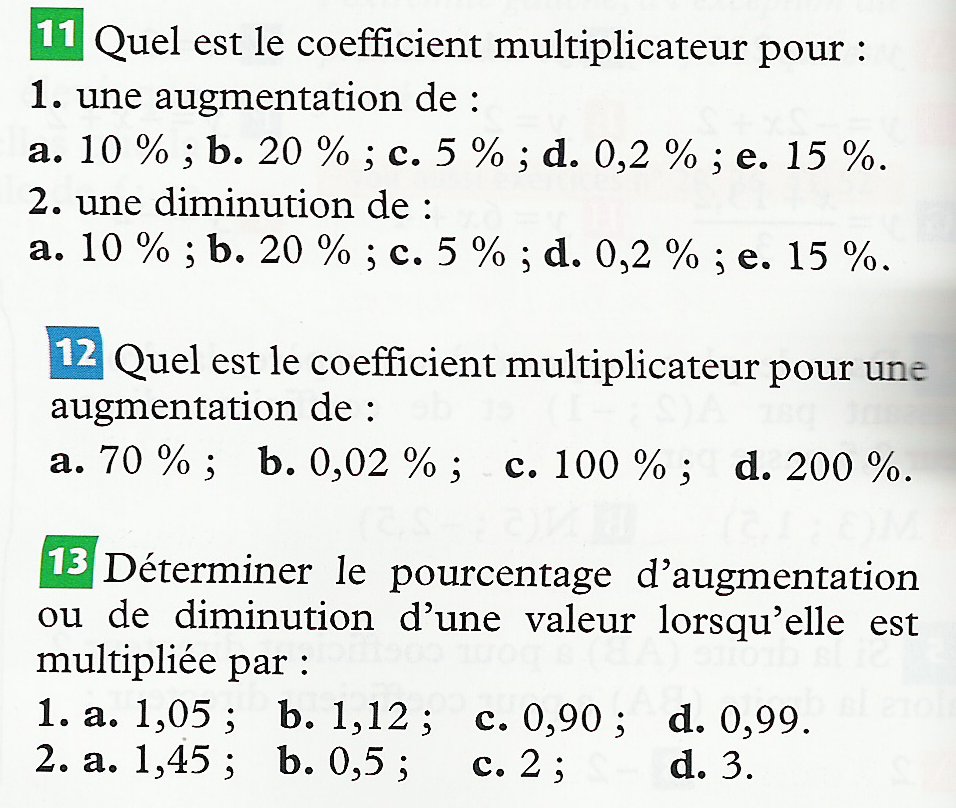 11 Quel est le coefficient multiplicateur pour :
1. une augmentation de :
a. 10 % ; b. 20 % ; c. 5 % ; d. 0,2 % ; e. 15 %.
2. une diminution de :
a. 10 % ; b. 20 % ; c. 5 % ; d. 0,2 % ; e. 15 %.
12 Quel est le coefficient multiplicateur pour une
augmentation de :
a. 70 % ; b. 0,02 % ; c. 100 % ; d. 200 %.
13 Déterminer le pourcentage d'augmentation
ou de diminution d'une valeur lorsqu'elle est
multipliée par :
1. a. 1,05 ; b. 1,12 ; c. 0,90 ; d. 0,99.
2. a. 1,45 ; b. 0,5 ; c. 2 ; d. 3.